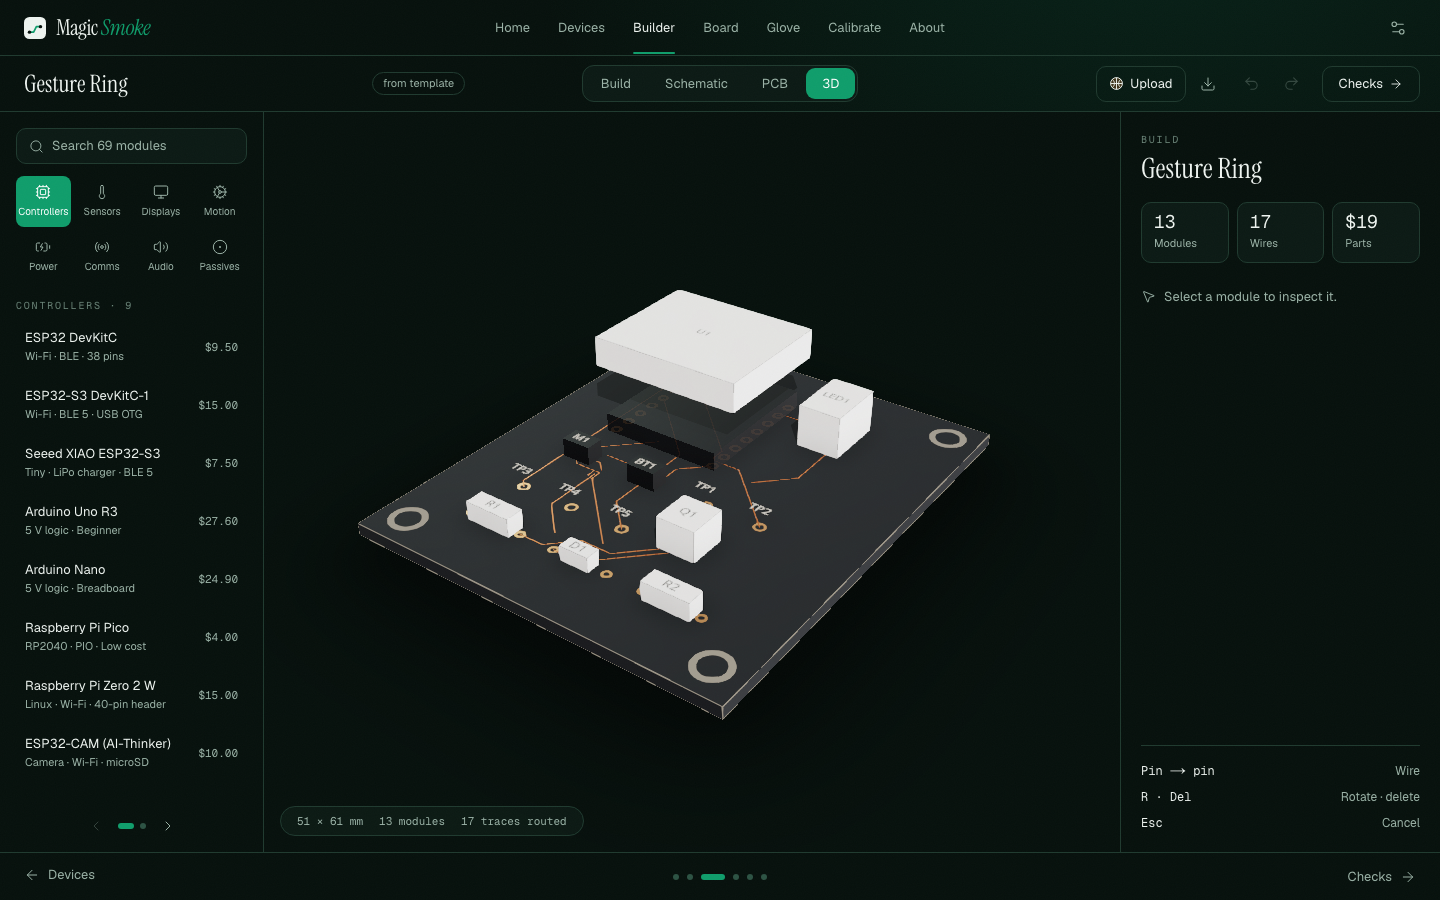 Magic Smoke
Home Devices Builder Board Glove Calibrate About
Gesture Ring
from template
Build Schematic PCB 3D
Upload
Checks
Search 69 modules
Controllers Sensors Displays Motion
Power Comms Audio Passives
CONTROLLERS · 9
ESP32 DevKitC
Wi-Fi · BLE · 38 pins
$9.50
ESP32-S3 DevKitC-1
Wi-Fi · BLE 5 · USB OTG
$15.00
Seeed XIAO ESP32-S3
Tiny · LiPo charger · BLE 5
$7.50
Arduino Uno R3
5 V logic · Beginner
$27.60
Arduino Nano
5 V logic · Breadboard
$24.90
Raspberry Pi Pico
RP2040 · PIO · Low cost
$4.00
Raspberry Pi Zero 2 W
Linux · Wi-Fi · 40-pin header
$15.00
ESP32-CAM (AI-Thinker)
Camera · Wi-Fi · microSD
$10.00
U1
LED1
M1
BT1
TP3
TP4
TP1
TP5
TP2
R1
Q1
D1
R2
51 × 61 mm 13 modules 17 traces routed
BUILD
Gesture Ring
13 17 $19
Modules Wires Parts
Select a module to inspect it.
Pin → pin Wire
R · Del Rotate · delete
Esc Cancel
Devices
Checks